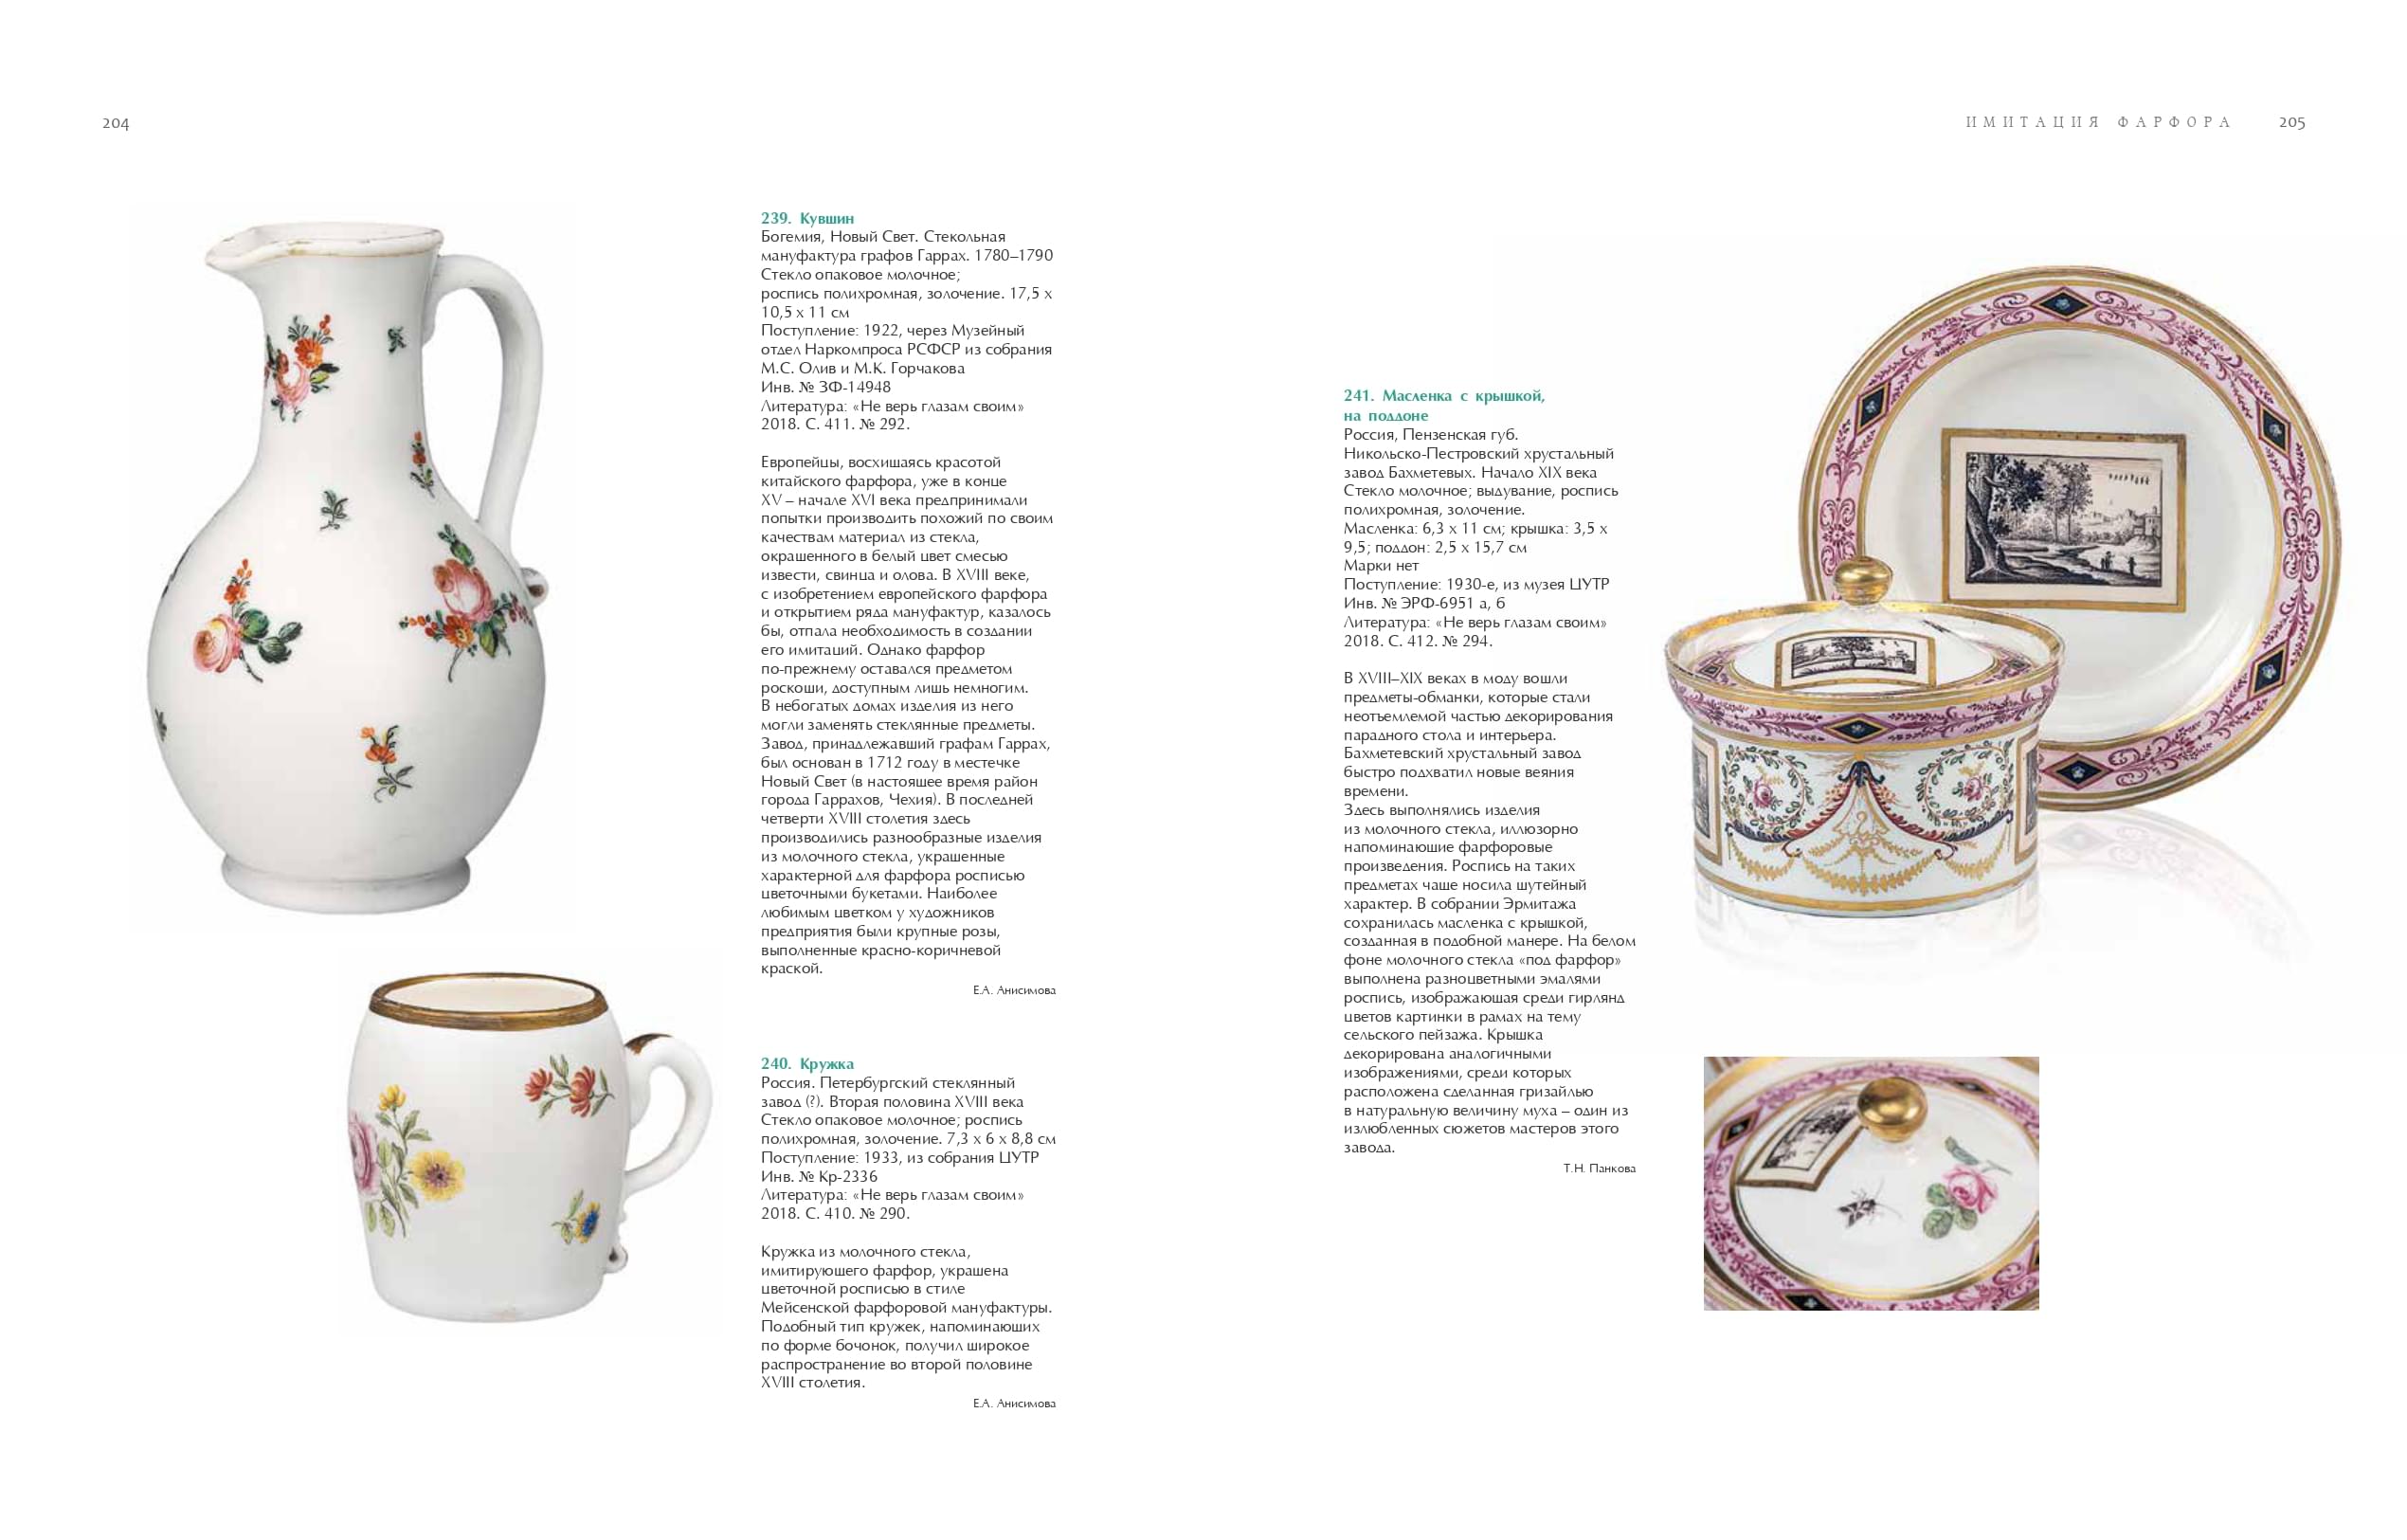 204
ИМИТАЦИЯ ФАРФОРА 205
239. Кувшин
Богемия, Новый Свет. Стекольная
мануфактура графов Гаррах. 1780–1790
Стекло опаковое молочное;
роспись полихромная, золочение. 17,5 х
10,5 х 11 см
Поступление: 1922, через Музейный
отдел Наркомпроса РСФСР из собрания
М.С. Олив и М.К. Горчакова
Инв. № ЗФ-14948
Литература: «Не верь глазам своим»
2018. С. 411. № 292.
Европейцы, восхищаясь красотой
китайского фарфора, уже в конце
XV – начале XVI века предпринимали
попытки производить похожий по своим
качествам материал из стекла,
окрашенного в белый цвет смесью
извести, свинца и олова. В XVIII веке,
с изобретением европейского фарфора
и открытием ряда мануфактур, казалось
бы, отпала необходимость в создании
его имитаций. Однако фарфор
по-прежнему оставался предметом
роскоши, доступным лишь немногим.
В небогатых домах изделия из него
могли заменять стеклянные предметы.
Завод, принадлежавший графам Гаррах,
был основан в 1712 году в местечке
Новый Свет (в настоящее время район
города Гаррахов, Чехия). В последней
четверти XVIII столетия здесь
производились разнообразные изделия
из молочного стекла, украшенные
характерной для фарфора росписью
цветочными букетами. Наиболее
любимым цветком у художников
предприятия были крупные розы,
выполненные красно-коричневой
краской.
Е.А. Анисимова
240. Кружка
Россия. Петербургский стеклянный
завод (?). Вторая половина XVIII века
Стекло опаковое молочное; роспись
полихромная, золочение. 7,3 х 6 х 8,8 см
Поступление: 1933, из собрания ЦУТР
Инв. № Кр-2336
Литература: «Не верь глазам своим»
2018. С. 410. № 290.
Кружка из молочного стекла,
имитирующего фарфор, украшена
цветочной росписью в стиле
Мейсенской фарфоровой мануфактуры.
Подобный тип кружек, напоминающих
по форме бочонок, получил широкое
распространение во второй половине
XVIII столетия.
Е.А. Анисимова
241. Масленка с крышкой,
на поддоне
Россия, Пензенская губ.
Никольско-Пестровский хрустальный
завод Бахметевых. Начало XIX века
Стекло молочное; выдувание, роспись
полихромная, золочение.
Масленка: 6,3 х 11 см; крышка: 3,5 х
9,5; поддон: 2,5 х 15,7 см
Марки нет
Поступление: 1930-е, из музея ЦУТР
Инв. № ЭРФ-6951 а, б
Литература: «Не верь глазам своим»
2018. С. 412. № 294.
В XVIII–XIX веках в моду вошли
предметы-обманки, которые стали
неотъемлемой частью декорирования
парадного стола и интерьера.
Бахметевский хрустальный завод
быстро подхватил новые веяния
времени.
Здесь выполнялись изделия
из молочного стекла, иллюзорно
напоминающие фарфоровые
произведения. Роспись на таких
предметах чаще носила шутейный
характер. В собрании Эрмитажа
сохранилась масленка с крышкой,
созданная в подобной манере. На белом
фоне молочного стекла «под фарфор»
выполнена разноцветными эмалями
роспись, изображающая среди гирлянд
цветов картинки в рамах на тему
сельского пейзажа. Крышка
декорирована аналогичными
изображениями, среди которых
расположена сделанная гризайлью
в натуральную величину муха – один из
излюбленных сюжетов мастеров этого
завода.
Т.Н. Панкова